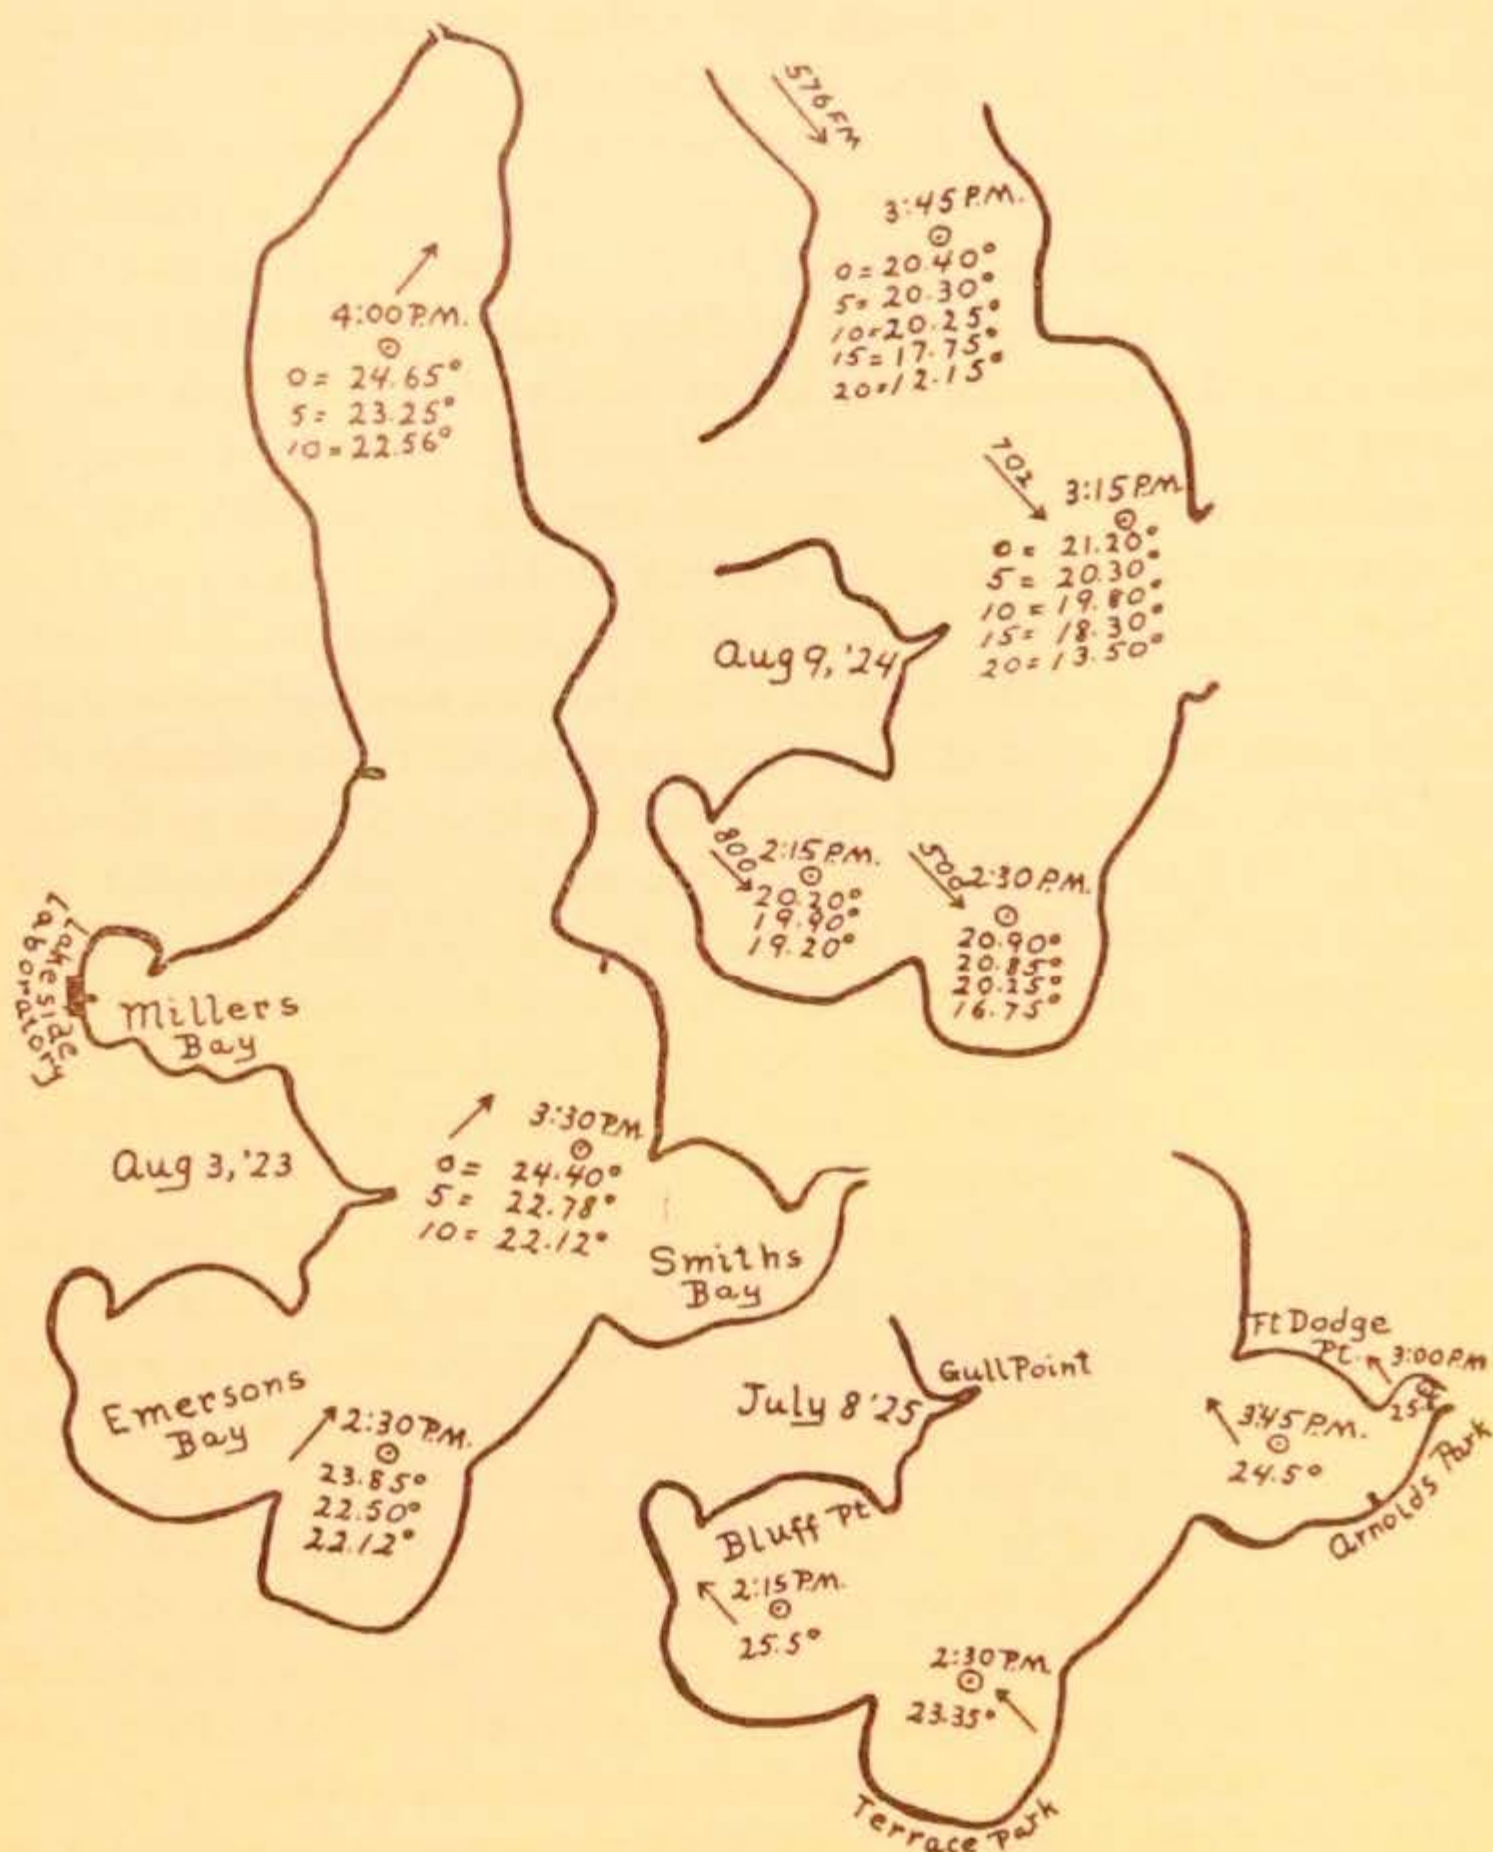 4:00 P.M.
0 = 24.65°
5 = 23.25°
10 = 22.56°
Lakeside
Laboratory
Millers
Bay
Aug 3, '23
3:30 P.M.
0 = 24.40°
5 = 22.78°
10 = 22.12°
Smiths
Bay
Emersons
Bay
2:30 P.M.
23.85°
22.50°
22.12°
576 FM
3:45 P.M.
0 = 20.40°
5 = 20.30°
10 = 20.25°
15 = 17.75°
20 = 12.15°
702
3:15 P.M.
0 = 21.20°
5 = 20.30°
10 = 19.80°
15 = 18.30°
20 = 13.50°
Aug 9, '24
800
2:15 P.M.
20.20°
19.90°
19.20°
500
2:30 P.M.
20.90°
20.85°
20.25°
16.75°
Gull Point
July 8 '25
Ft Dodge
Pt.
3:00 P.M
3:45 P.M.
24.5°
Arnolds Park
Bluff Pt
2:15 P.M.
25.5°
2:30 P.M.
23.35°
Terrace Park